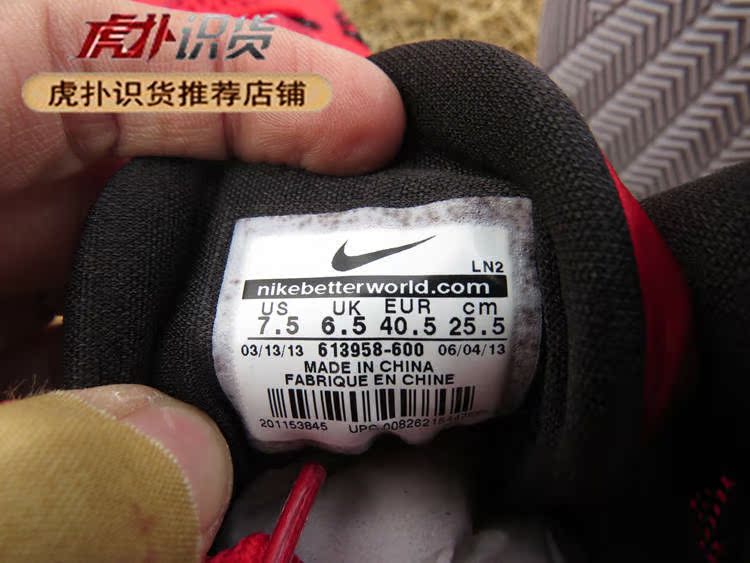 虎扑识货
虎扑识货推荐店铺
LN2
nikebetterworld.com
US UK EUR cm
7.5 6.5 40.5 25.5
03/13/13 613958-600 06/04/13
MADE IN CHINA
FABRIQUE EN CHINE
201153845 UPC